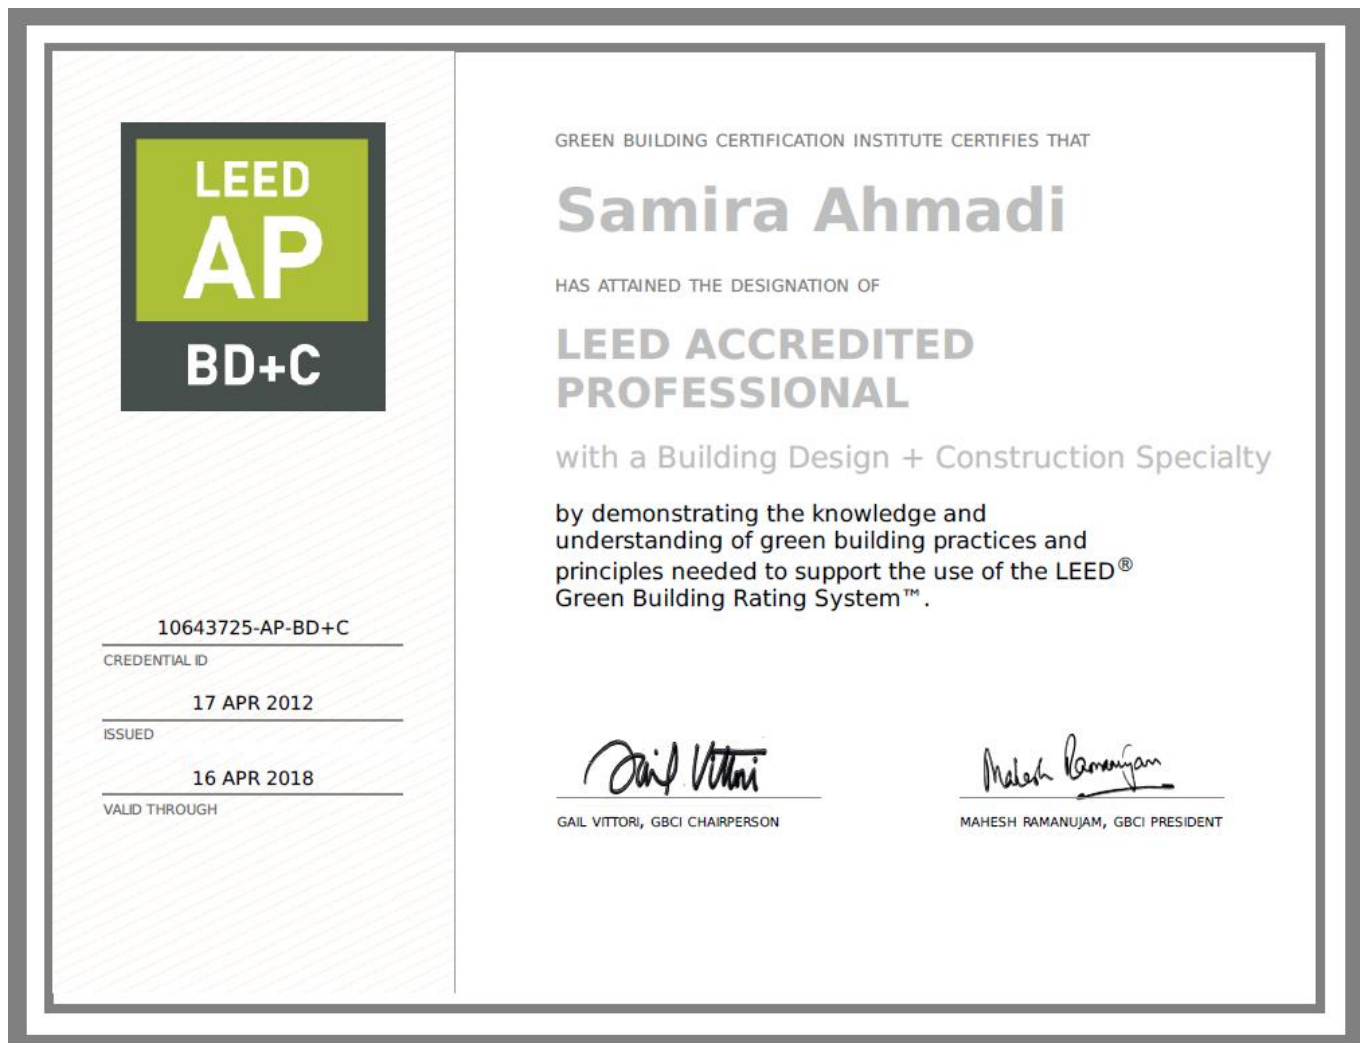 LEED
AP
BD+C
10643725-AP-BD+C
CREDENTIAL ID
17 APR 2012
ISSUED
16 APR 2018
VALID THROUGH
GREEN BUILDING CERTIFICATION INSTITUTE CERTIFIES THAT
Samira Ahmadi
HAS ATTAINED THE DESIGNATION OF
LEED ACCREDITED
PROFESSIONAL
with a Building Design + Construction Specialty
by demonstrating the knowledge and
understanding of green building practices and
principles needed to support the use of the LEED®
Green Building Rating System™.
Gail Vittori
GAIL VITTORI, GBCI CHAIRPERSON
Mahesh Ramanujam
MAHESH RAMANUJAM, GBCI PRESIDENT